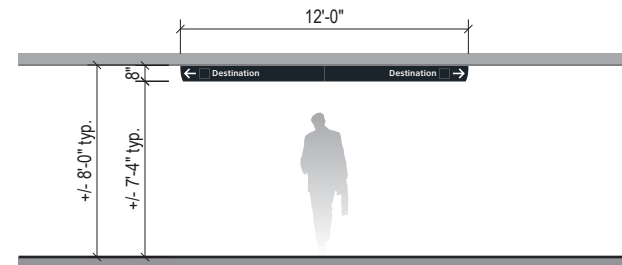 12'-0"
8"
← Destination
Destination →
+/- 8'-0" typ.
+/- 7'-4" typ.